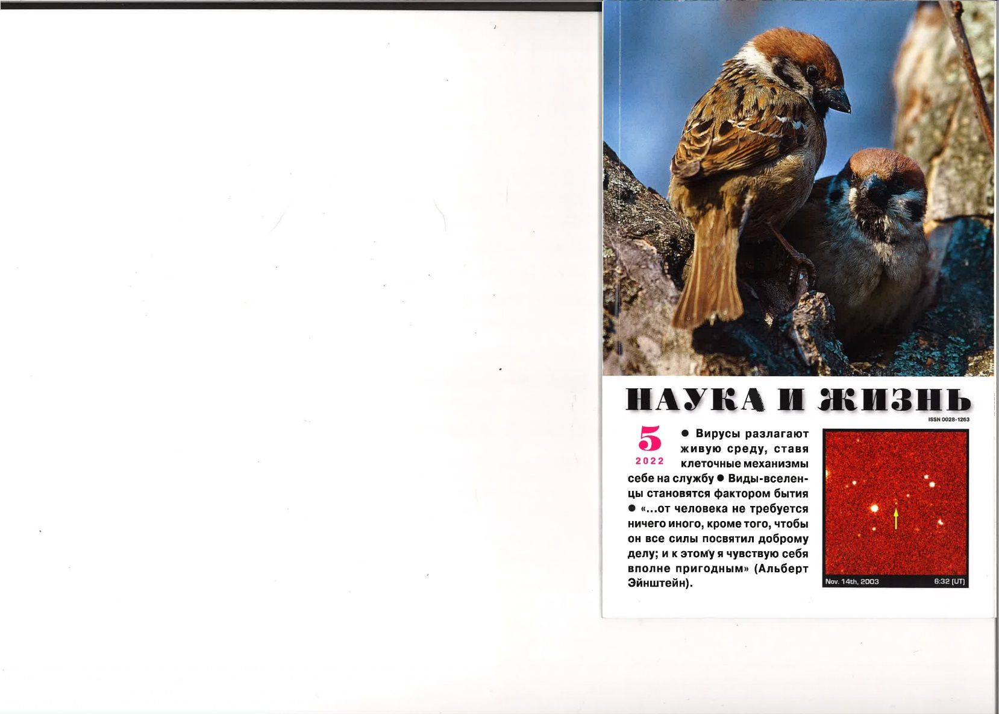 НАУКА И ЖИЗНЬ
ISSN 0028-1263
5
2022
● Вирусы разлагают
живую среду, ставя
клеточные механизмы
себе на службу ● Виды-вселен-
цы становятся фактором бытия
● «...от человека не требуется
ничего иного, кроме того, чтобы
он все силы посвятил доброму
делу; и к этому я чувствую себя
вполне пригодным» (Альберт
Эйнштейн).
Nov. 14th, 2003 6:32 (UT)